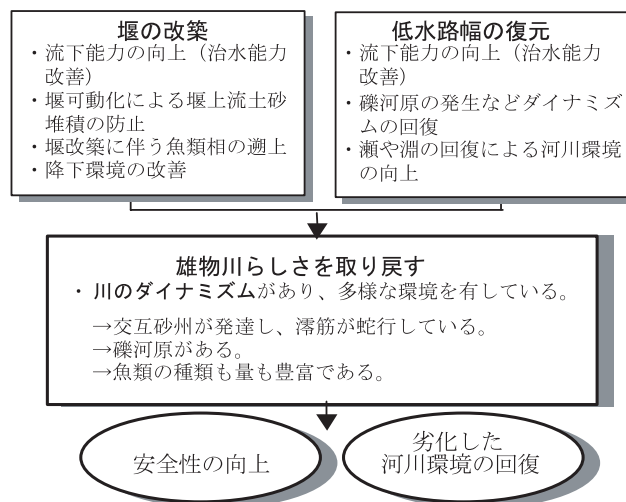 堰の改築
・流下能力の向上（治水能力
改善）
・堰可動化による堰上流土砂
堆積の防止
・堰改築に伴う魚類相の遡上
・降下環境の改善
低水路幅の復元
・流下能力の向上（治水能力
改善）
・礫河原の発生などダイナミズ
ムの回復
・瀬や淵の回復による河川環境
の向上
雄物川らしさを取り戻す
・川のダイナミズムがあり、多様な環境を有している。
→交互砂州が発達し、澪筋が蛇行している。
→礫河原がある。
→魚類の種類も量も豊富である。
安全性の向上
劣化した
河川環境の回復